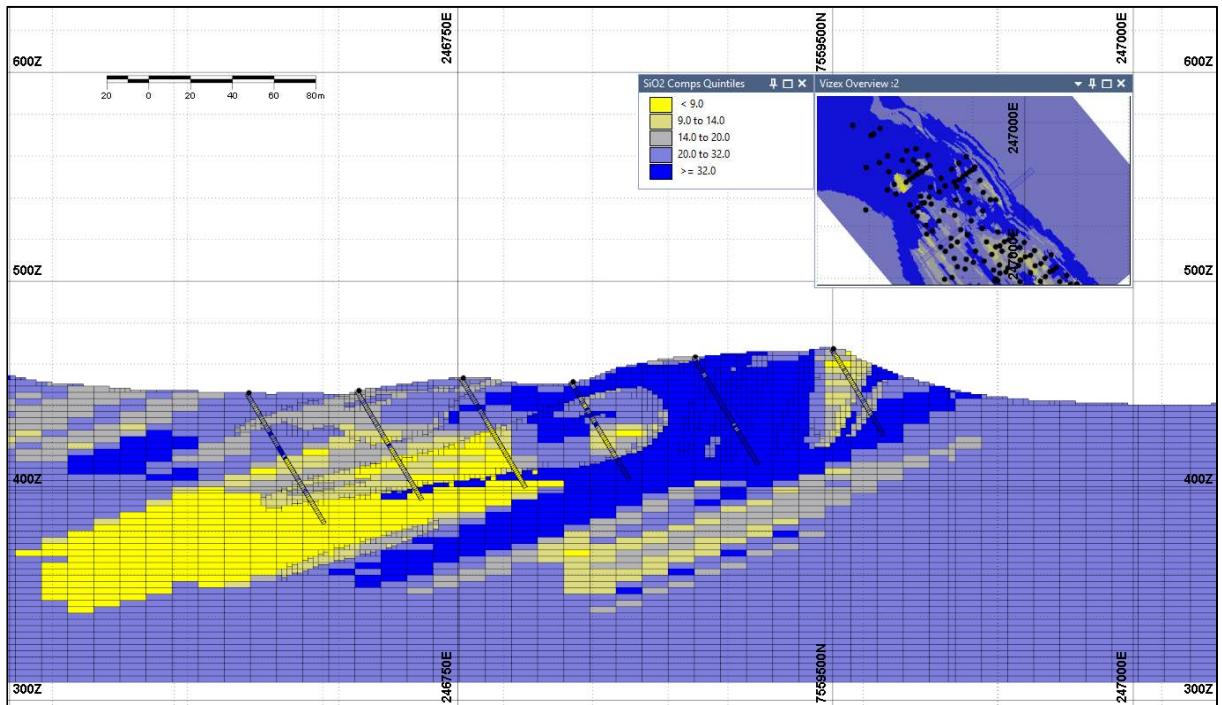 246750E
7559500N
247000E
600Z
600Z
20 0 20 40 60 80m
SiO2 Comps Quintiles
< 9.0
9.0 to 14.0
14.0 to 20.0
20.0 to 32.0
>= 32.0
Vizex Overview :2
247000E
247000E
500Z
500Z
400Z
400Z
246750E
7559500N
247000E
300Z
300Z